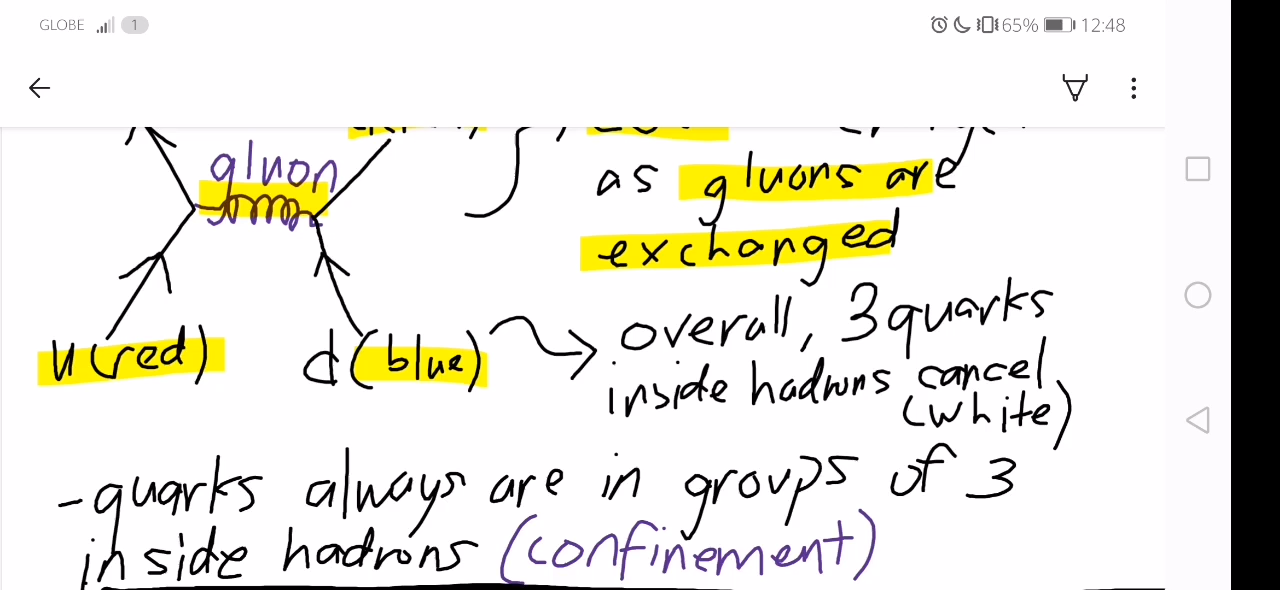 GLOBE 1 65% 12:48
gluon
as gluons are
exchanged
u(red) d(blue)
overall, 3 quarks
inside hadrons cancel
(white)
- quarks always are in groups of 3
inside hadrons (confinement)